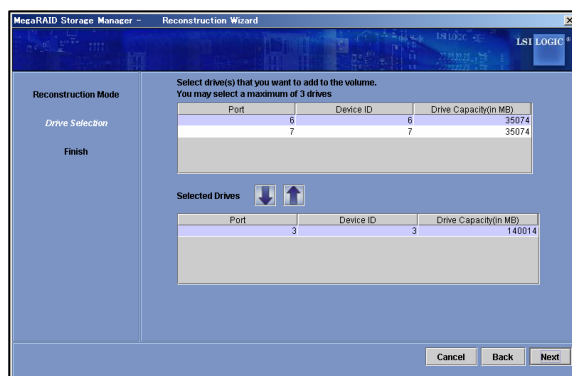 MegaRAID Storage Manager - Reconstruction Wizard
LSI LOGIC
LSI LOGIC ®
Reconstruction Mode
Drive Selection
Finish
Select drive(s) that you want to add to the volume.
You may select a maximum of 3 drives
Port Device ID Drive Capacity(in MB)
6 6 35074
7 7 35074
Selected Drives
Port Device ID Drive Capacity(in MB)
3 3 140014
Cancel Back Next